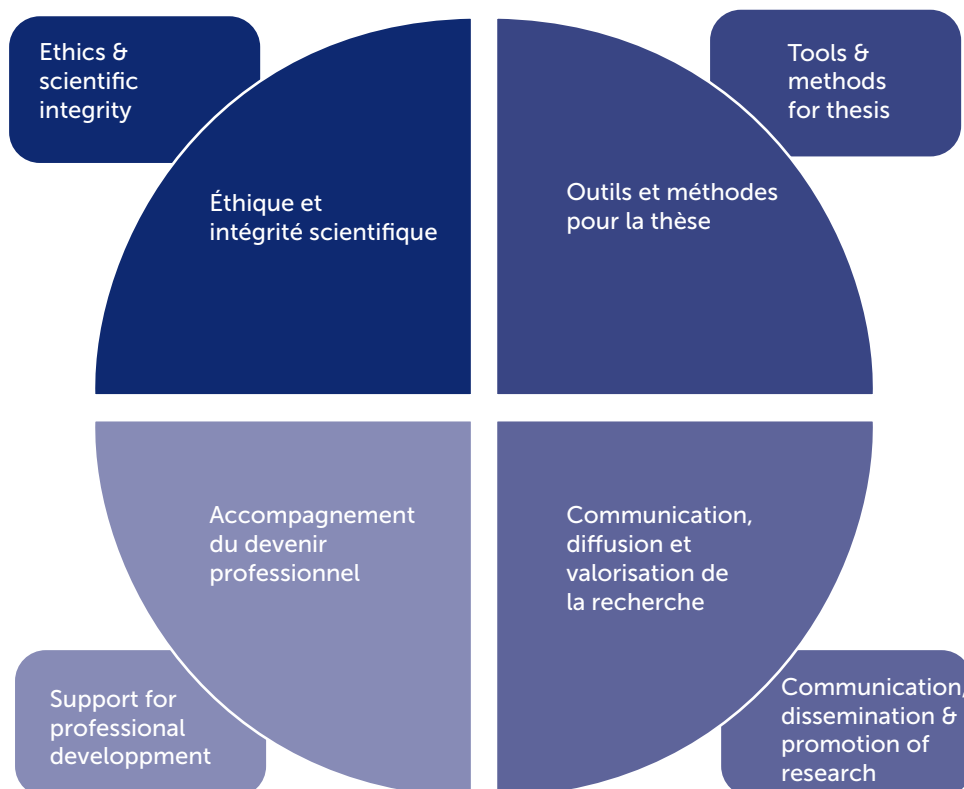 Ethics &
scientific
integrity
Tools &
methods
for thesis
Éthique et
intégrité scientifique
Outils et méthodes
pour la thèse
Accompagnement
du devenir
professionnel
Communication,
diffusion et
valorisation de
la recherche
Support for
professional
developpment
Communication,
dissemination &
promotion of
research